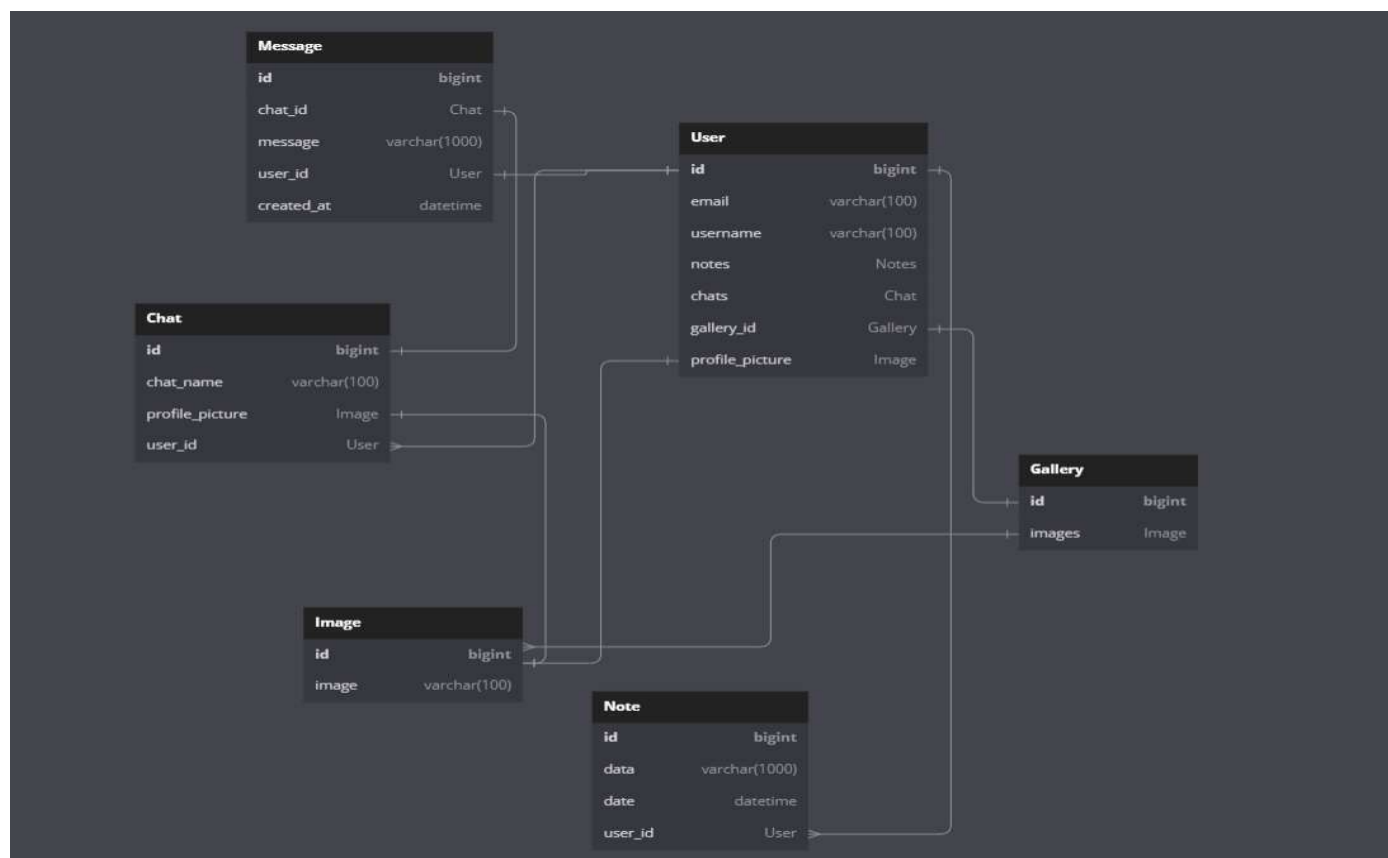 Message
id bigint
chat_id Chat
message varchar(1000)
user_id User
created_at datetime
User
id bigint
email varchar(100)
username varchar(100)
notes Notes
chats Chat
gallery_id Gallery
profile_picture Image
Chat
id bigint
chat_name varchar(100)
profile_picture Image
user_id User
Gallery
id bigint
images Image
Image
id bigint
image varchar(100)
Note
id bigint
data varchar(1000)
date datetime
user_id User